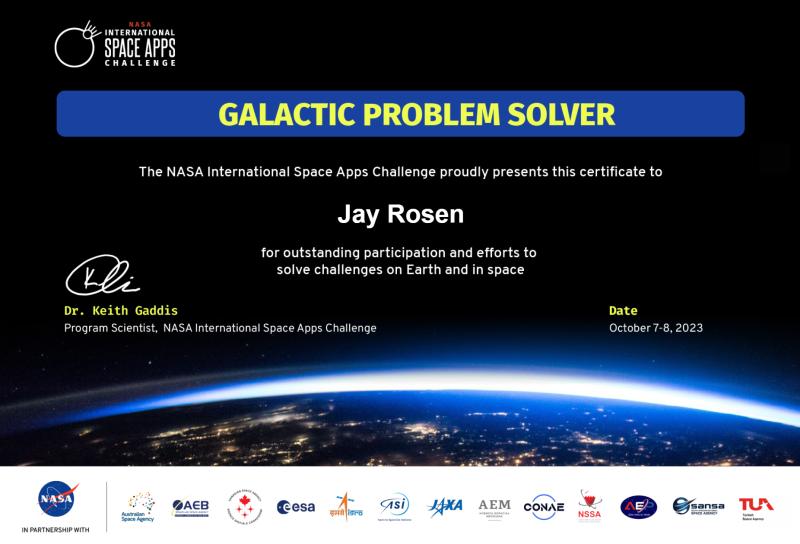 NASA
INTERNATIONAL
SPACE APPS
CHALLENGE
GALACTIC PROBLEM SOLVER
The NASA International Space Apps Challenge proudly presents this certificate to
Jay Rosen
for outstanding participation and efforts to
solve challenges on Earth and in space
Dr. Keith Gaddis
Program Scientist, NASA International Space Apps Challenge
Date
October 7-8, 2023
NASA
IN PARTNERSHIP WITH
Australian
Space Agency
AEB
esa
इसरो
asi
JAXA
AEM
CONAE
NSSA
AE
sansa
TUA
Turkish
Space Agency